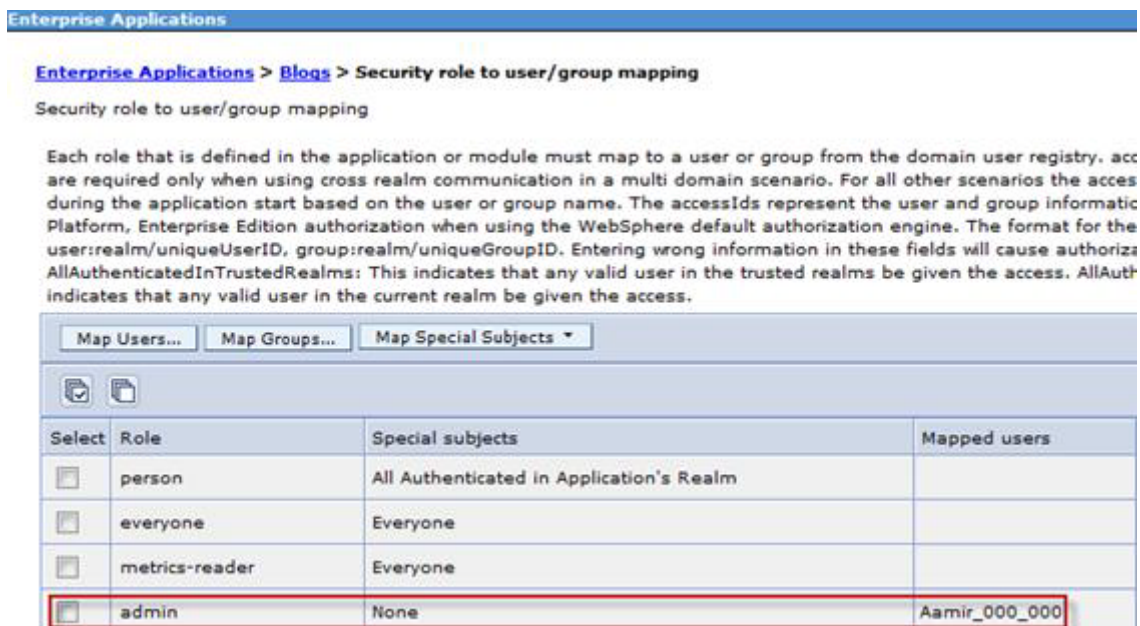 Enterprise Applications
Enterprise Applications > Blogs > Security role to user/group mapping
Security role to user/group mapping
Each role that is defined in the application or module must map to a user or group from the domain user registry. acc
are required only when using cross realm communication in a multi domain scenario. For all other scenarios the acces
during the application start based on the user or group name. The accessIds represent the user and group informatio
Platform, Enterprise Edition authorization when using the WebSphere default authorization engine. The format for the
user:realm/uniqueUserID, group:realm/uniqueGroupID. Entering wrong information in these fields will cause authoriza
AllAuthenticatedInTrustedRealms: This indicates that any valid user in the trusted realms be given the access. AllAuth
indicates that any valid user in the current realm be given the access.
Map Users... Map Groups... Map Special Subjects
Select Role Special subjects Mapped users
person All Authenticated in Application's Realm
everyone Everyone
metrics-reader Everyone
admin None Aamir_000_000